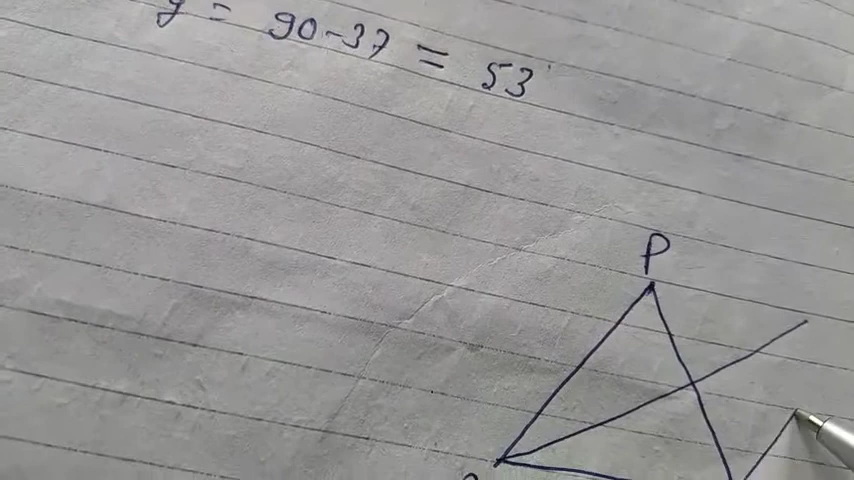 y = 90-37 = 53
P